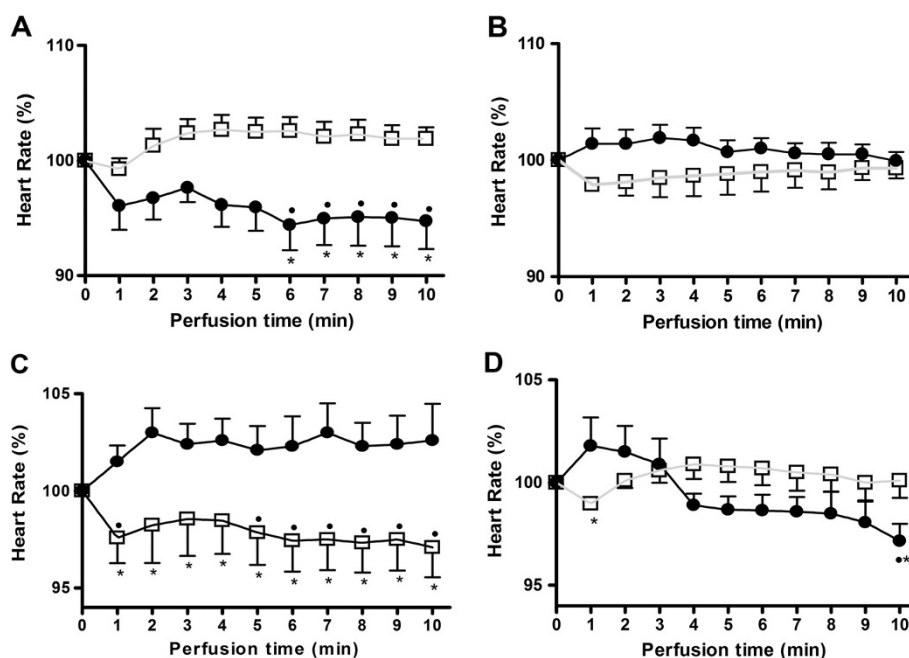 A
110
100
90
Heart Rate (%)
0 1 2 3 4 5 6 7 8 9 10
* * * * *
Perfusion time (min)
B
110
100
90
Heart Rate (%)
0 1 2 3 4 5 6 7 8 9 10
Perfusion time (min)
C
105
100
95
Heart Rate (%)
* * * * * * * * * *
0 1 2 3 4 5 6 7 8 9 10
Perfusion time (min)
D
105
100
95
Heart Rate (%)
*
•*
0 1 2 3 4 5 6 7 8 9 10
Perfusion time (min)